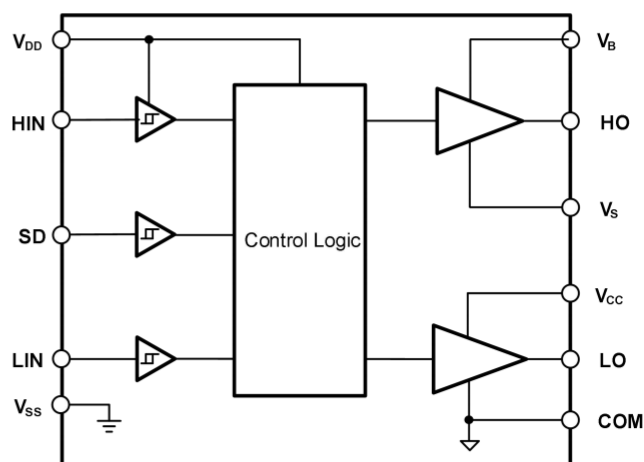 VDD
VB
HIN
HO
SD
Control Logic
VS
VCC
LIN
LO
VSS
COM